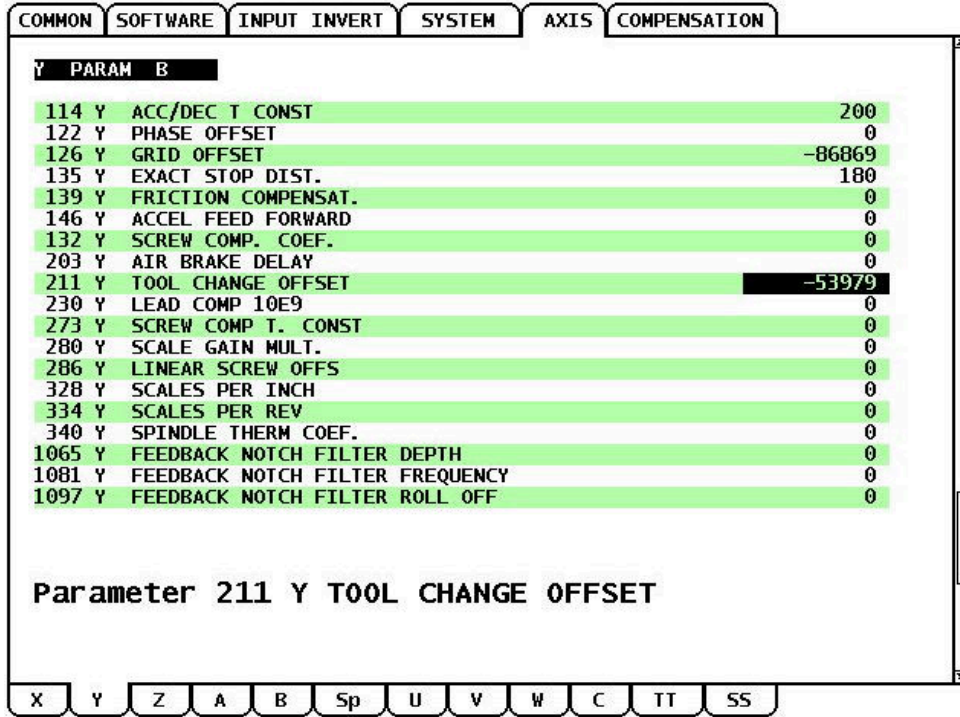 COMMON SOFTWARE INPUT INVERT SYSTEM AXIS COMPENSATION
Y PARAM B
114 Y ACC/DEC T CONST 200
122 Y PHASE OFFSET 0
126 Y GRID OFFSET -86869
135 Y EXACT STOP DIST. 180
139 Y FRICTION COMPENSAT. 0
146 Y ACCEL FEED FORWARD 0
132 Y SCREW COMP. COEF. 0
203 Y AIR BRAKE DELAY 0
211 Y TOOL CHANGE OFFSET -53979
230 Y LEAD COMP 10E9 0
273 Y SCREW COMP T. CONST 0
280 Y SCALE GAIN MULT. 0
286 Y LINEAR SCREW OFFS 0
328 Y SCALES PER INCH 0
334 Y SCALES PER REV 0
340 Y SPINDLE THERM COEF. 0
1065 Y FEEDBACK NOTCH FILTER DEPTH 0
1081 Y FEEDBACK NOTCH FILTER FREQUENCY 0
1097 Y FEEDBACK NOTCH FILTER ROLL OFF 0
Parameter 211 Y TOOL CHANGE OFFSET
X Y Z A B Sp U V W C TT SS